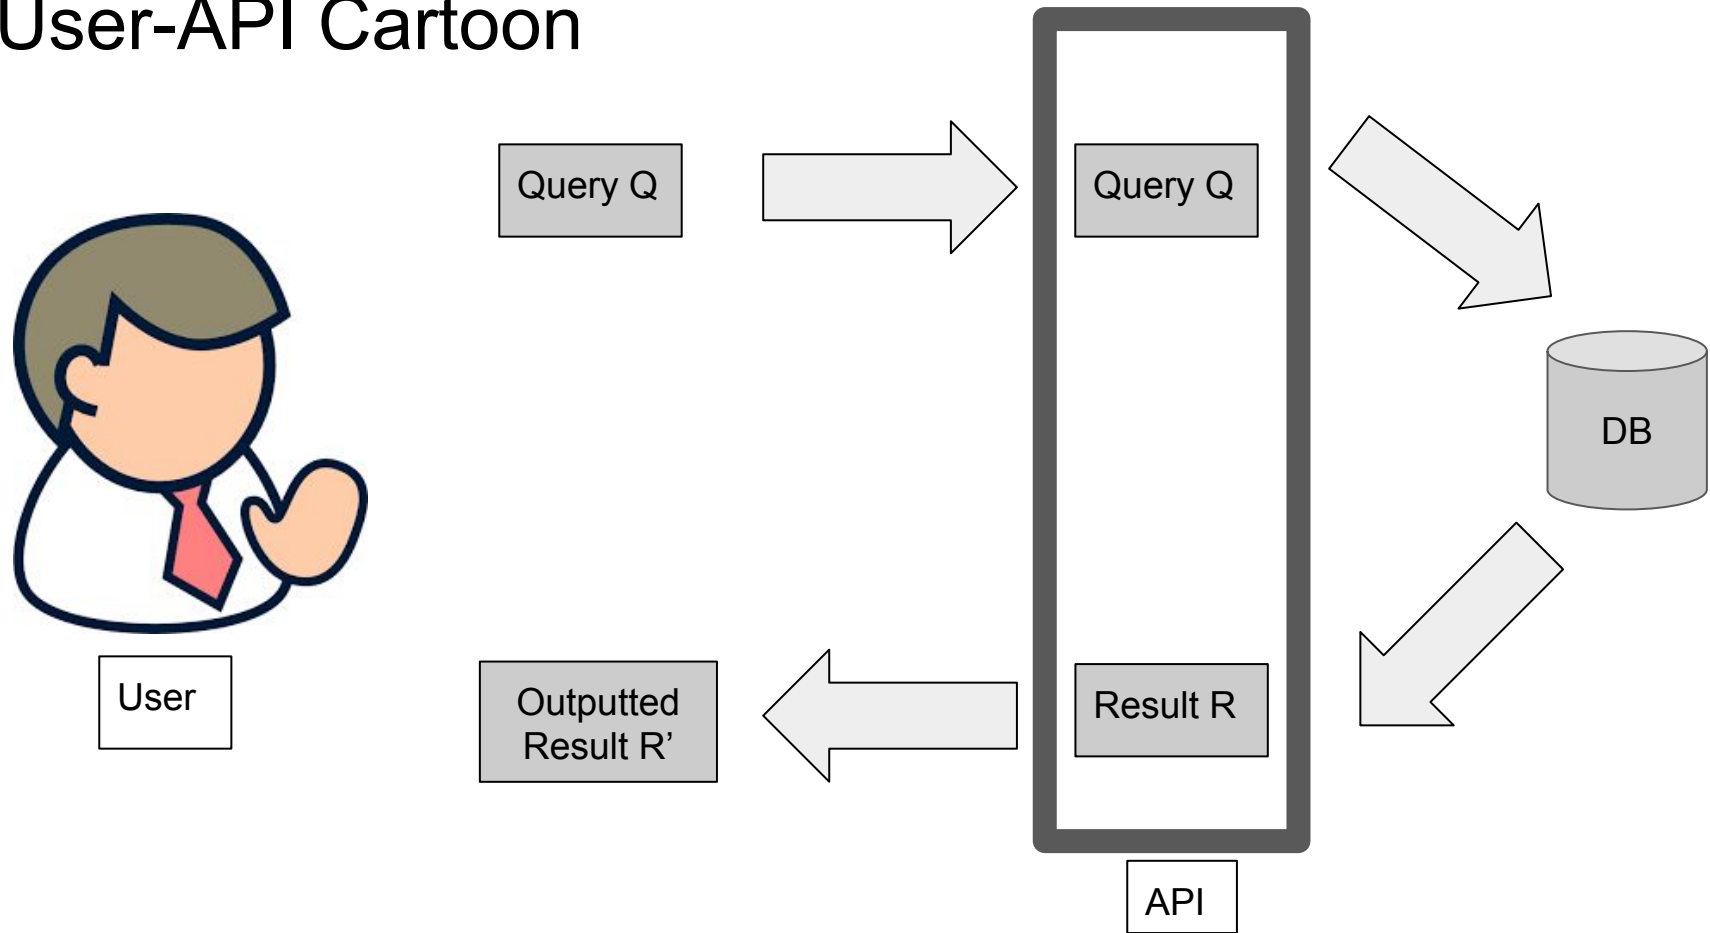 User-API Cartoon
Query Q
Query Q
DB
User
Outputted
Result R’
Result R
API